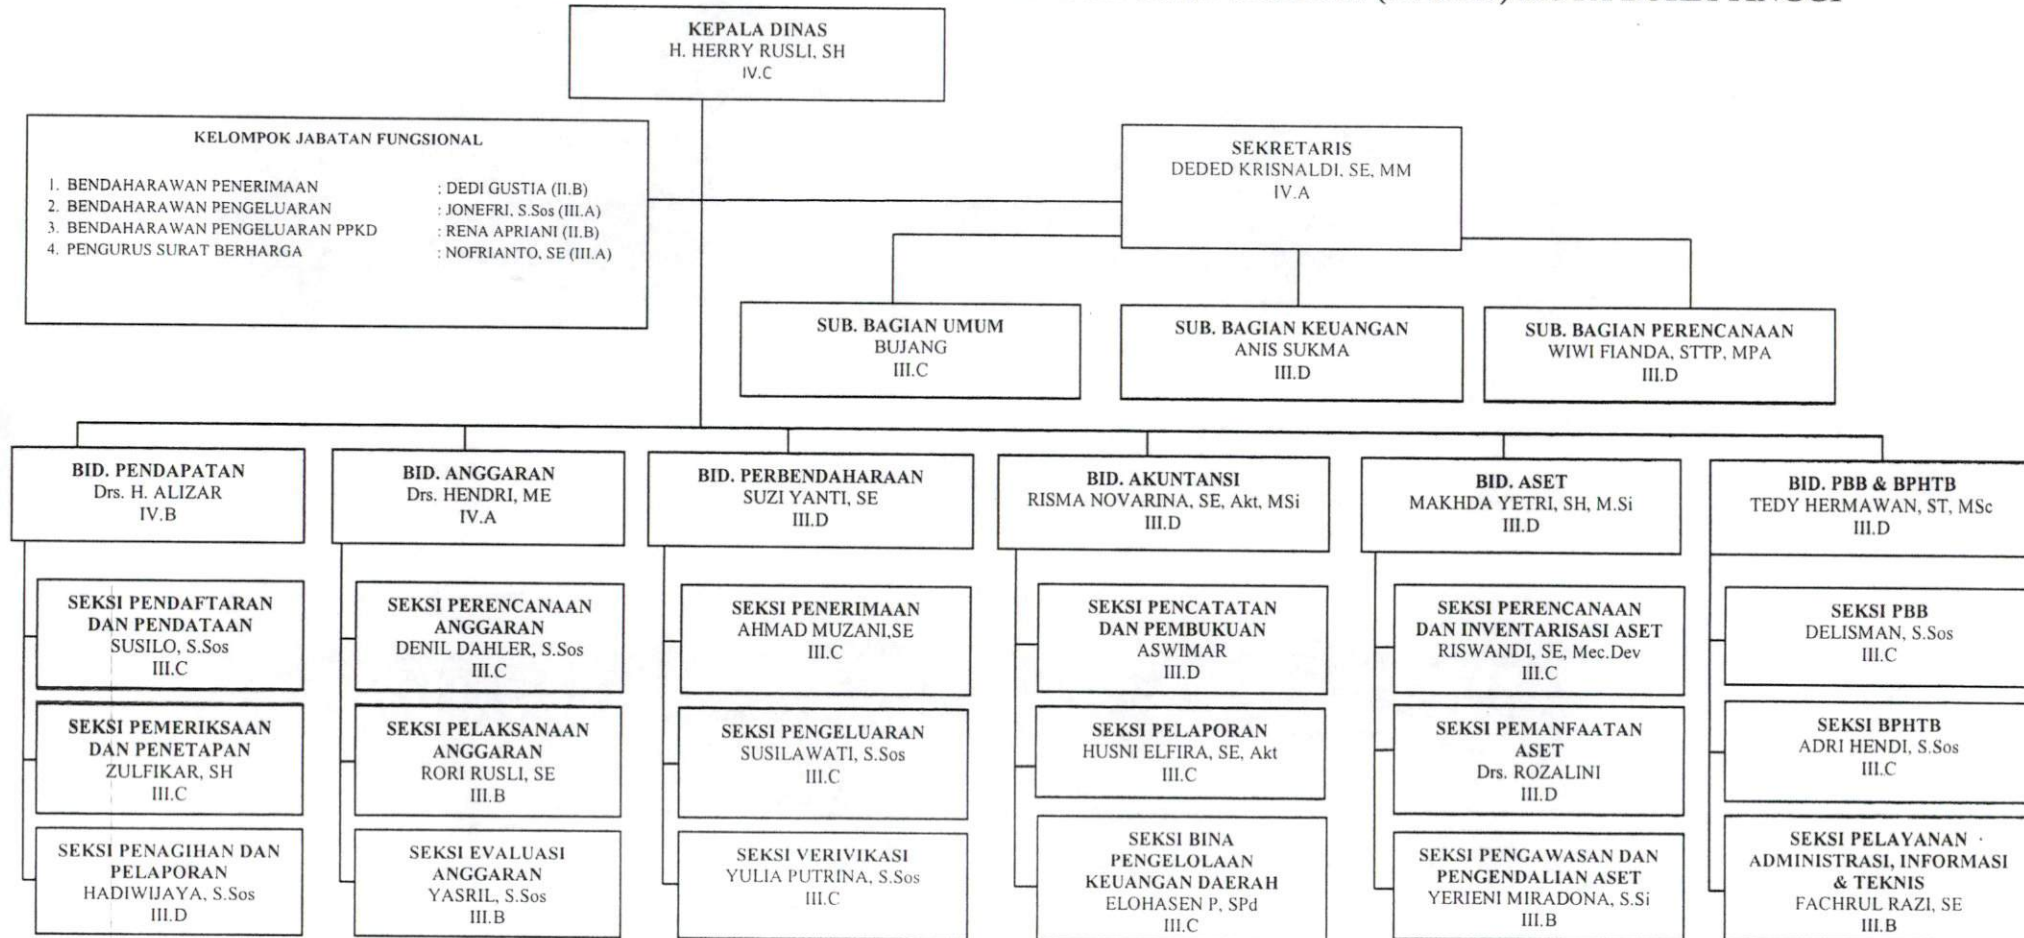 KEPALA DINAS
H. HERRY RUSLI, SH
IV.C
KELOMPOK JABATAN FUNGSIONAL
1. BENDAHARAWAN PENERIMAAN : DEDI GUSTIA (II.B)
2. BENDAHARAWAN PENGELUARAN : JONEFRI, S.Sos (III.A)
3. BENDAHARAWAN PENGELUARAN PPKD : RENA APRIANI (II.B)
4. PENGURUS SURAT BERHARGA : NOFRIANTO, SE (III.A)
SEKRETARIS
DEDED KRISNALDI, SE, MM
IV.A
SUB. BAGIAN UMUM
BUJANG
III.C
SUB. BAGIAN KEUANGAN
ANIS SUKMA
III.D
SUB. BAGIAN PERENCANAAN
WIWI FIANDA, STTP, MPA
III.D
BID. PENDAPATAN
Drs. H. ALIZAR
IV.B
BID. ANGGARAN
Drs. HENDRI, ME
IV.A
BID. PERBENDAHARAAN
SUZI YANTI, SE
III.D
BID. AKUNTANSI
RISMA NOVARINA, SE, Akt, MSi
III.D
BID. ASET
MAKHDA YETRI, SH, M.Si
III.D
BID. PBB & BPHTB
TEDY HERMAWAN, ST, MSc
III.D
SEKSI PENDAFTARAN
DAN PENDATAAN
SUSILO, S.Sos
III.C
SEKSI PERENCANAAN
ANGGARAN
DENIL DAHLER, S.Sos
III.C
SEKSI PENERIMAAN
AHMAD MUZANI,SE
III.C
SEKSI PENCATATAN
DAN PEMBUKUAN
ASWIMAR
III.D
SEKSI PERENCANAAN
DAN INVENTARISASI ASET
RISWANDI, SE, Mec.Dev
III.C
SEKSI PBB
DELISMAN, S.Sos
III.C
SEKSI PEMERIKSAAN
DAN PENETAPAN
ZULFIKAR, SH
III.C
SEKSI PELAKSANAAN
ANGGARAN
RORI RUSLI, SE
III.B
SEKSI PENGELUARAN
SUSILAWATI, S.Sos
III.C
SEKSI PELAPORAN
HUSNI ELFIRA, SE, Akt
III.C
SEKSI PEMANFAATAN
ASET
Drs. ROZALINI
III.D
SEKSI BPHTB
ADRI HENDI, S.Sos
III.C
SEKSI PENAGIHAN DAN
PELAPORAN
HADIWIJAYA, S.Sos
III.D
SEKSI EVALUASI
ANGGARAN
YASRIL, S.Sos
III.B
SEKSI VERIVIKASI
YULIA PUTRINA, S.Sos
III.C
SEKSI BINA
PENGELOLAAN
KEUANGAN DAERAH
ELOHASEN P, SPd
III.C
SEKSI PENGAWASAN DAN
PENGENDALIAN ASET
YERIENI MIRADONA, S.Si
III.B
SEKSI PELAYANAN
ADMINISTRASI, INFORMASI
& TEKNIS
FACHRUL RAZI, SE
III.B